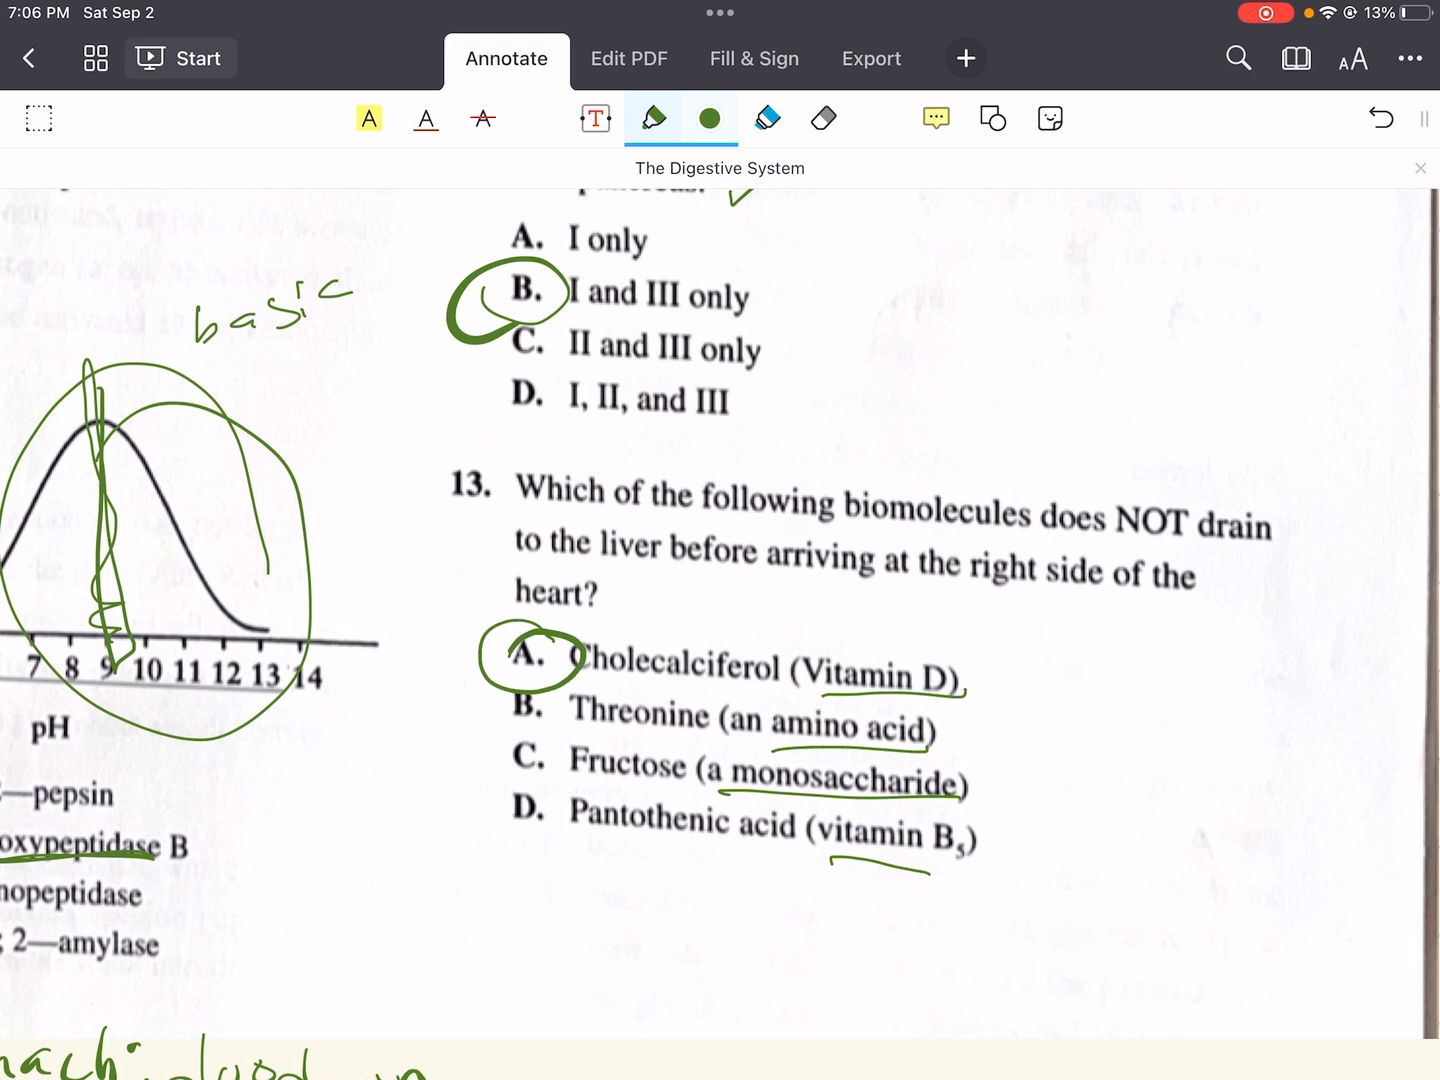 7:06 PM Sat Sep 2
13%
Start
Annotate
Edit PDF
Fill & Sign
Export
AA
A
A
A
T
The Digestive System
A. I only
B. I and III only
C. II and III only
D. I, II, and III
basic
7 8 9 10 11 12 13 14
pH
—pepsin
oxypeptidase B
nopeptidase
; 2—amylase
13. Which of the following biomolecules does NOT drain
to the liver before arriving at the right side of the
heart?
A. Cholecalciferol (Vitamin D)
B. Threonine (an amino acid)
C. Fructose (a monosaccharide)
D. Pantothenic acid (vitamin B₅)